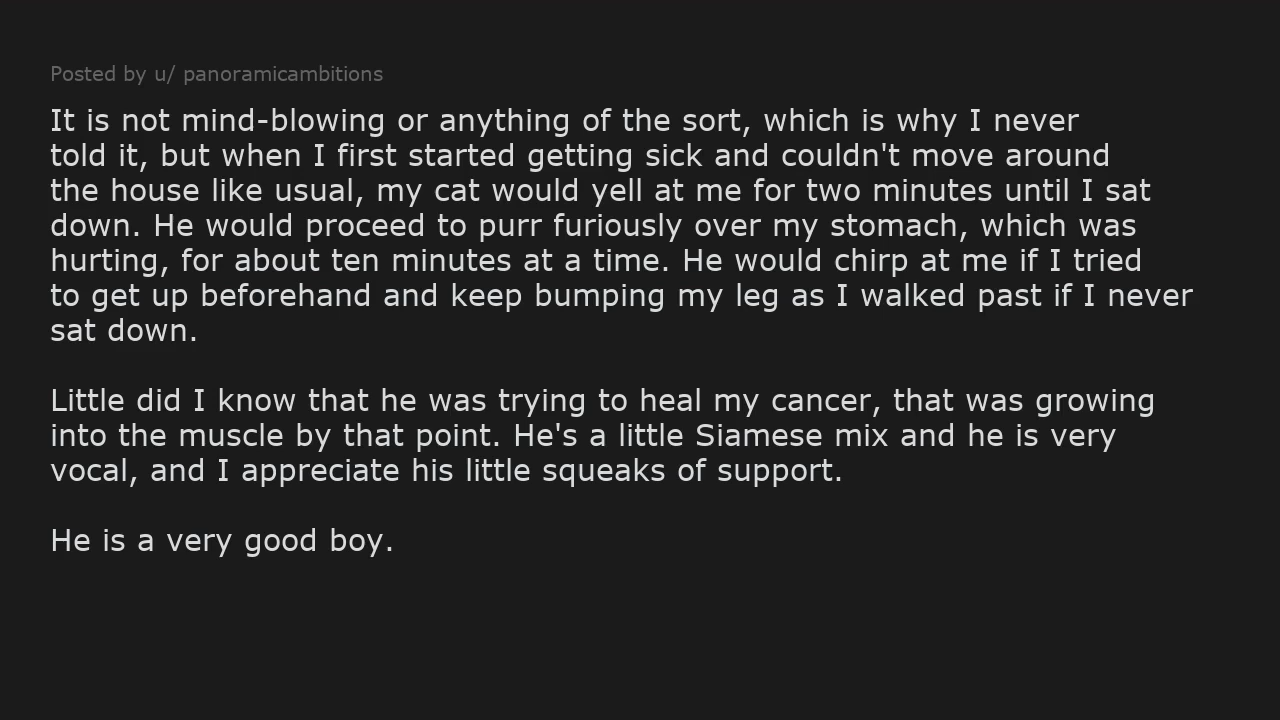 Posted by u/ panoramicambitions
It is not mind-blowing or anything of the sort, which is why I never
told it, but when I first started getting sick and couldn't move around
the house like usual, my cat would yell at me for two minutes until I sat
down. He would proceed to purr furiously over my stomach, which was
hurting, for about ten minutes at a time. He would chirp at me if I tried
to get up beforehand and keep bumping my leg as I walked past if I never
sat down.
Little did I know that he was trying to heal my cancer, that was growing
into the muscle by that point. He's a little Siamese mix and he is very
vocal, and I appreciate his little squeaks of support.
He is a very good boy.